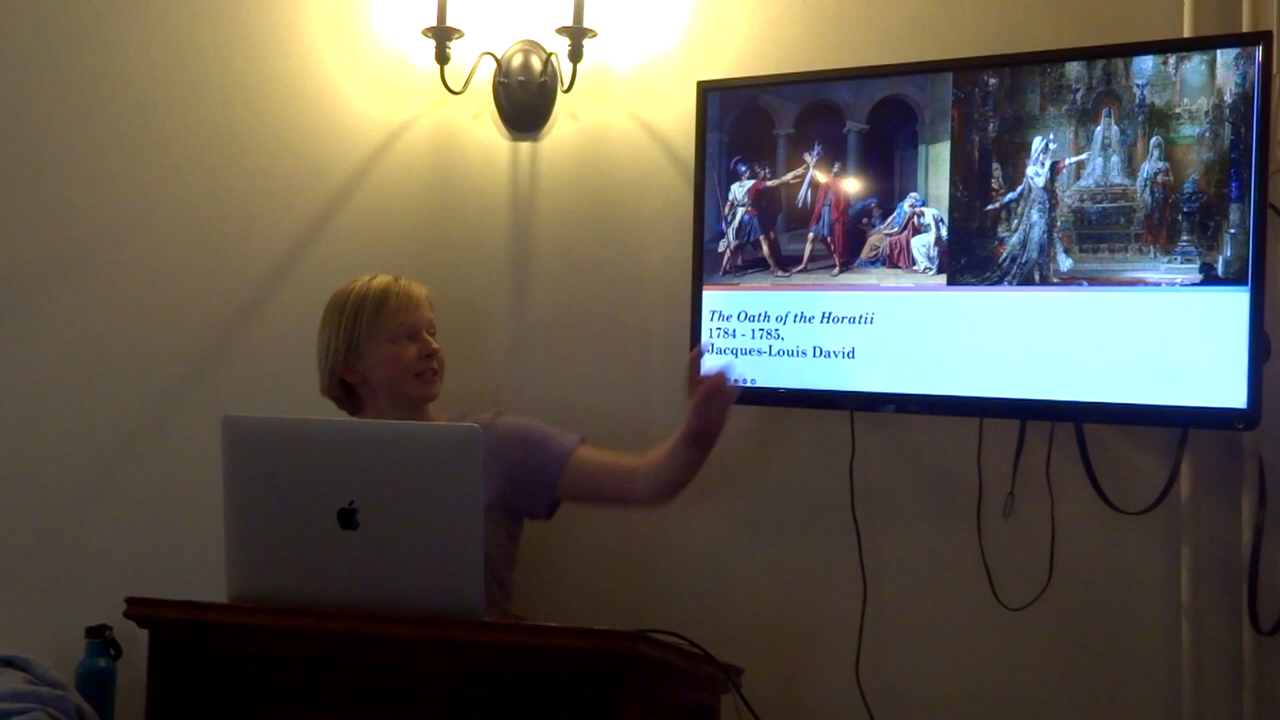 The Oath of the Horatii
1784 - 1785,
Jacques-Louis David